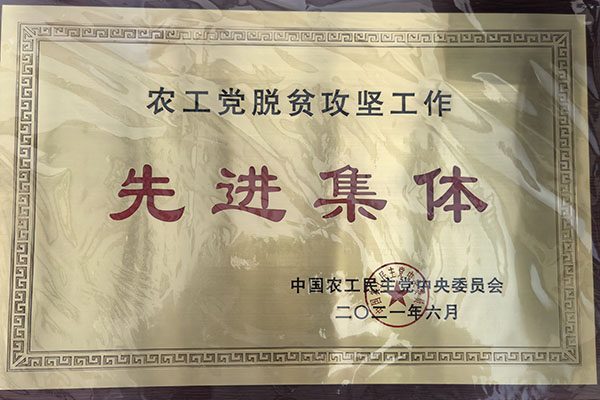 农工党脱贫攻坚工作
先进集体
中国农工民主党中央委员会
二〇二一年六月